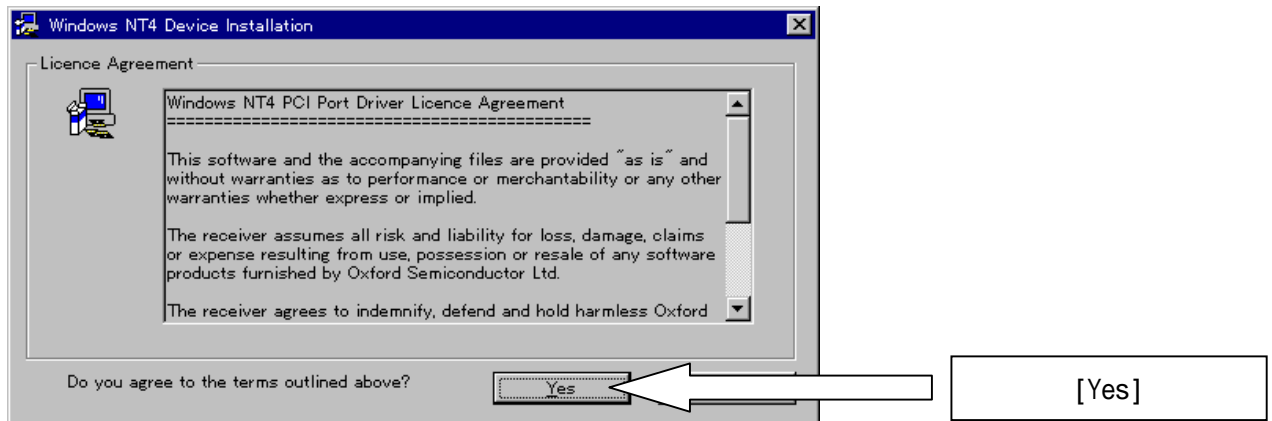 Windows NT4 Device Installation
Licence Agreement
Windows NT4 PCI Port Driver Licence Agreement
==============================================
This software and the accompanying files are provided "as is" and
without warranties as to performance or merchantability or any other
warranties whether express or implied.
The receiver assumes all risk and liability for loss, damage, claims
or expense resulting from use, possession or resale of any software
products furnished by Oxford Semiconductor Ltd.
The receiver agrees to indemnify, defend and hold harmless Oxford
Do you agree to the terms outlined above?
Yes
[Yes]